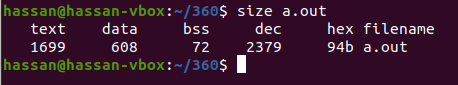 hassan@hassan-vbox:~/360$ size a.out
text data bss dec hex filename
1699 608 72 2379 94b a.out
hassan@hassan-vbox:~/360$